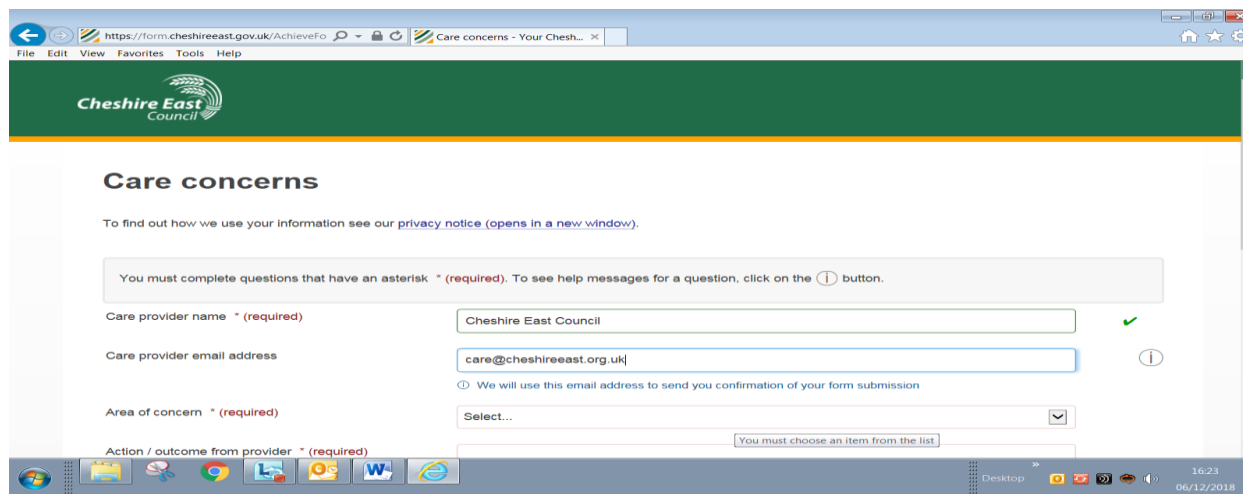 https://form.cheshireeast.gov.uk/AchieveFo
Care concerns - Your Chesh...
File Edit View Favorites Tools Help
Cheshire East
Council
Care concerns
To find out how we use your information see our privacy notice (opens in a new window).
You must complete questions that have an asterisk * (required). To see help messages for a question, click on the i button.
Care provider name * (required)
Cheshire East Council
Care provider email address
care@cheshireeast.org.uk
We will use this email address to send you confirmation of your form submission
Area of concern * (required)
Select...
You must choose an item from the list
Action / outcome from provider * (required)
Desktop
16:23
06/12/2018